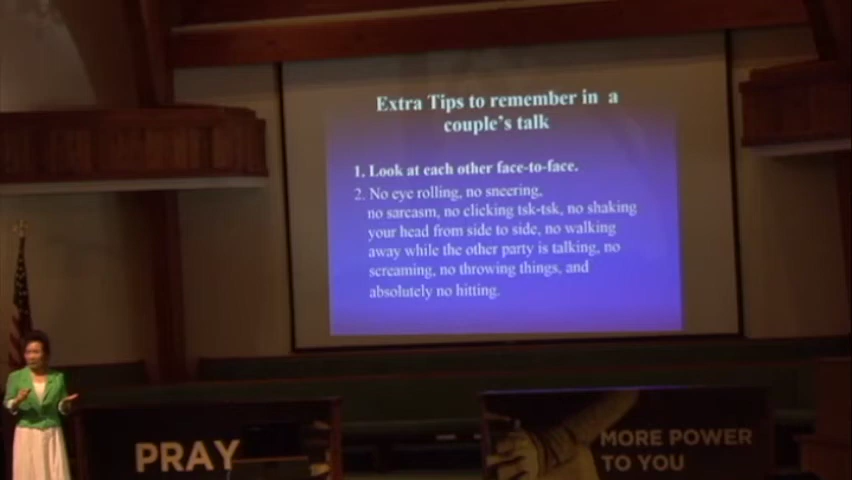 Extra Tips to remember in a
couple's talk
1. Look at each other face-to-face.
2. No eye rolling, no sneering,
no sarcasm, no clicking tsk-tsk, no shaking
your head from side to side, no walking
away while the other party is talking, no
screaming, no throwing things, and
absolutely no hitting.
PRAY
MORE POWER
TO YOU